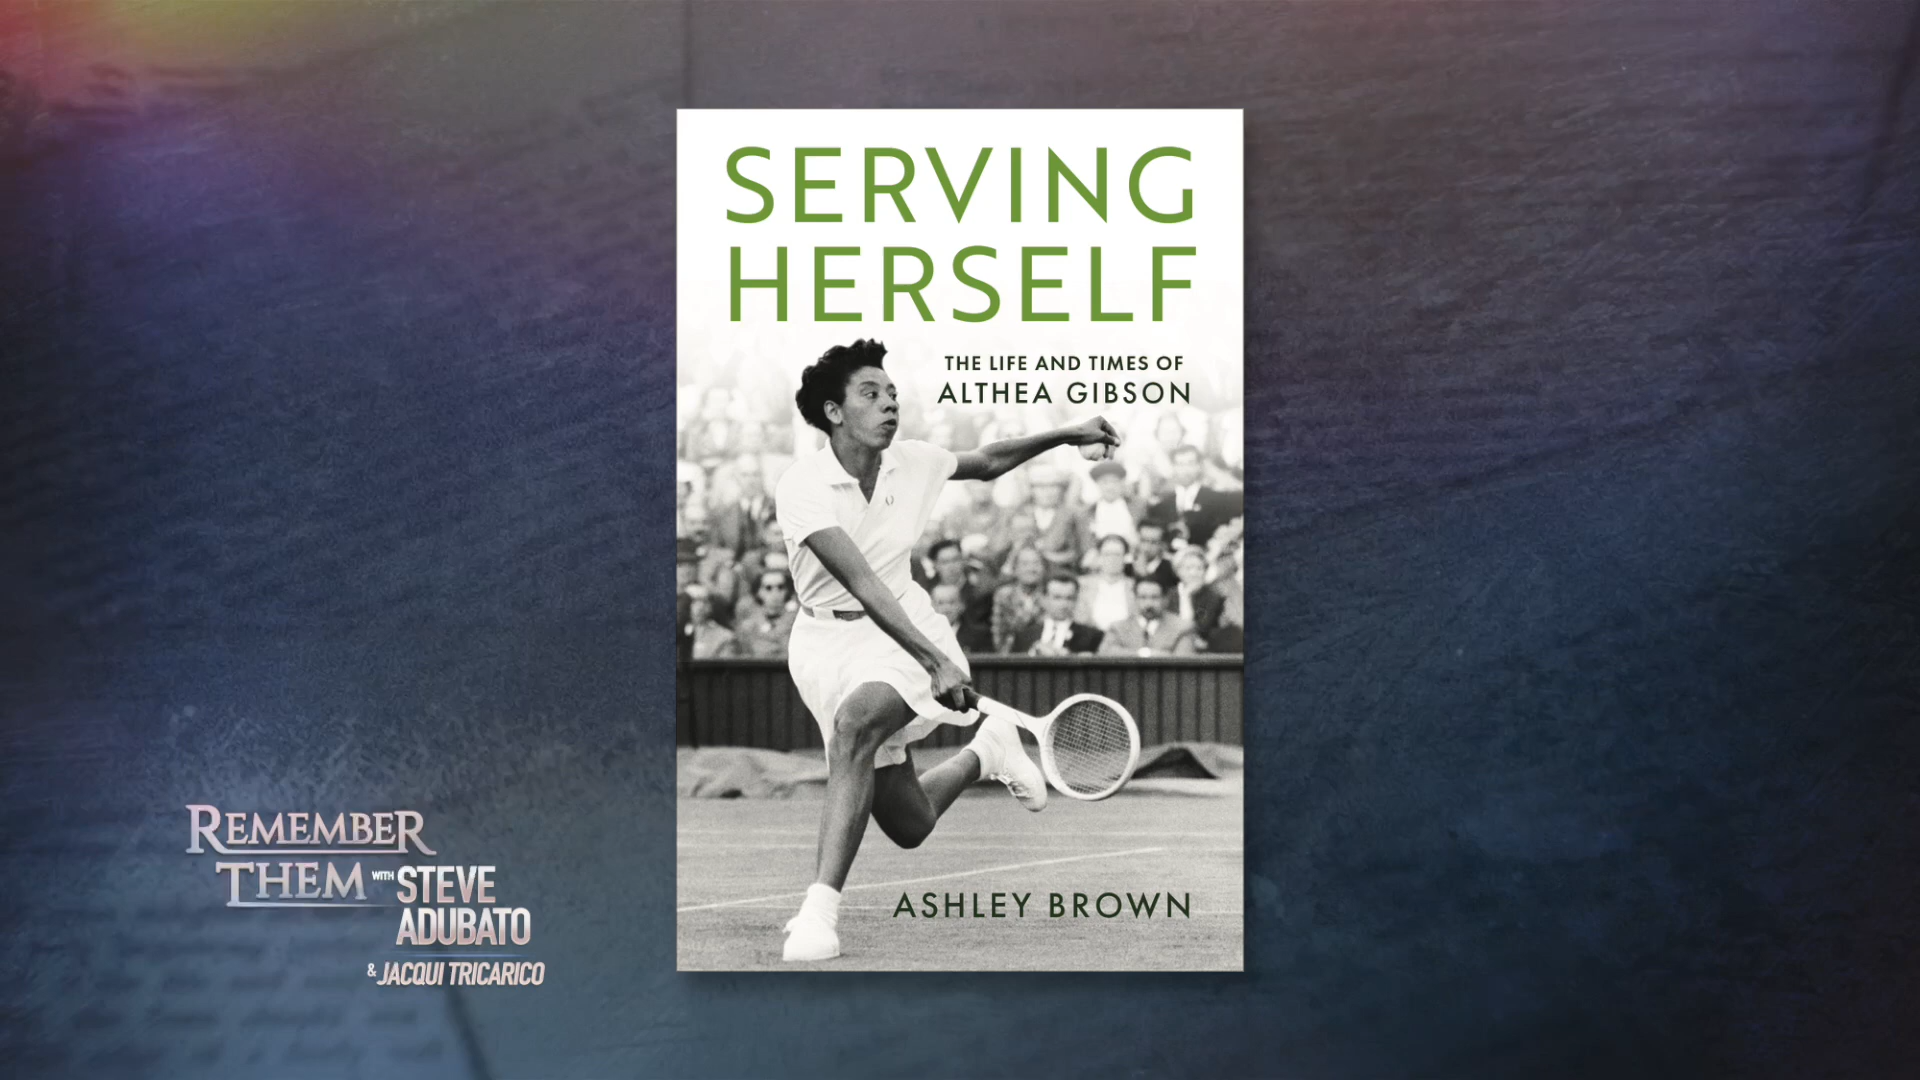 SERVING
HERSELF
THE LIFE AND TIMES OF
ALTHEA GIBSON
ASHLEY BROWN
REMEMBER
THEM WITH STEVE
ADUBATO
& JACQUI TRICARICO